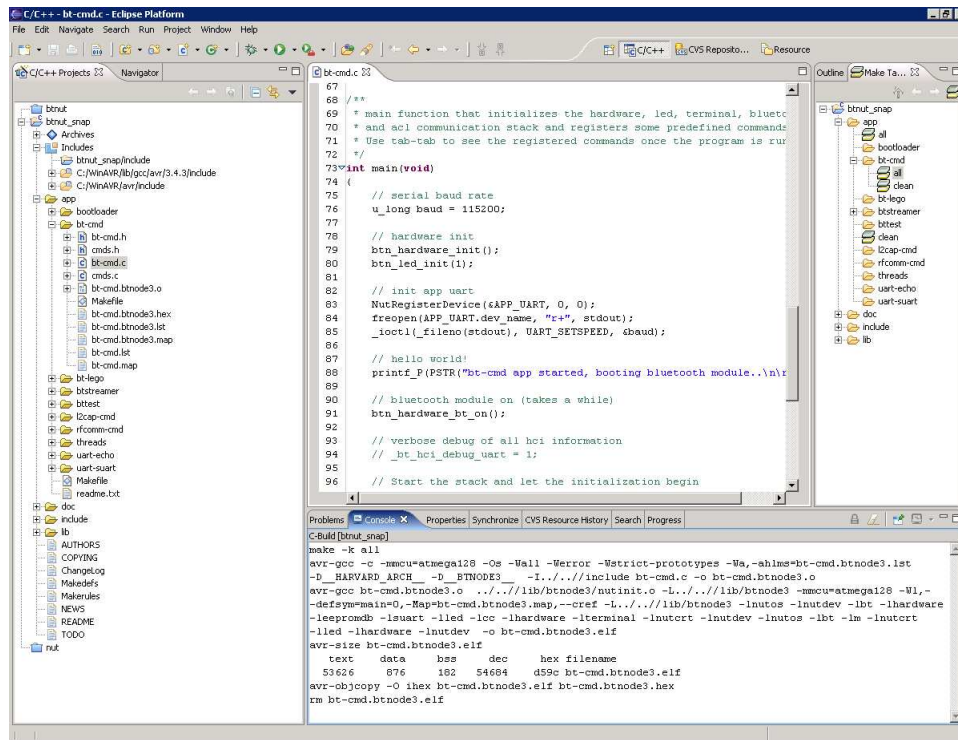 C/C++ - bt-cmd.c - Eclipse Platform
File Edit Navigate Search Run Project Window Help
C/C++
CVS Reposito...
Resource
C/C++ Projects
Navigator
btnut
btnut_snap
Archives
Includes
btnut_snap/include
C:/WinAVR/lib/gcc/avr/3.4.3/include
C:/WinAVR/avr/include
app
bootloader
bt-cmd
bt-cmd.h
cmds.h
bt-cmd.c
cmds.c
bt-cmd.btnode3.o
Makefile
bt-cmd.btnode3.hex
bt-cmd.btnode3.lst
bt-cmd.btnode3.map
bt-cmd.lst
bt-cmd.map
bt-lego
btstreamer
bttest
l2cap-cmd
rfcomm-cmd
threads
uart-echo
uart-suart
Makefile
readme.txt
doc
include
lib
AUTHORS
COPYING
ChangeLog
Makedefs
Makerules
NEWS
README
TODO
nut
bt-cmd.c
67
68 /**
69 * main function that initializes the hardware, led, terminal, bluetc
70 * and acl communication stack and registers some predefined commands
71 * Use tab-tab to see the registered commands once the program is rur
72 */
73 int main(void)
74 {
75 // serial baud rate
76 u_long baud = 115200;
77
78 // hardware init
79 btn_hardware_init();
80 btn_led_init(1);
81
82 // init app uart
83 NutRegisterDevice(&APP_UART, 0, 0);
84 freopen(APP_UART.dev_name, "r+", stdout);
85 _ioctl(_fileno(stdout), UART_SETSPEED, &baud);
86
87 // hello world!
88 printf_P(PSTR("bt-cmd app started, booting bluetooth module..\n\r
89
90 // bluetooth module on (takes a while)
91 btn_hardware_bt_on();
92
93 // verbose debug of all hci information
94 // _bt_hci_debug_uart = 1;
95
96 // Start the stack and let the initialization begin
Outline
Make Ta...
btnut_snap
app
all
bootloader
bt-cmd
all
clean
bt-lego
btstreamer
bttest
clean
l2cap-cmd
rfcomm-cmd
threads
uart-echo
uart-suart
doc
include
lib
Problems Console Properties Synchronize CVS Resource History Search Progress
C-Build [btnut_snap]
make -k all
avr-gcc -c -mmcu=atmega128 -Os -Wall -Werror -Wstrict-prototypes -Wa,-ahlms=bt-cmd.btnode3.lst
-D__HARVARD_ARCH__ -D__BTNODE3__ -I../..//include bt-cmd.c -o bt-cmd.btnode3.o
avr-gcc bt-cmd.btnode3.o ../..//lib/btnode3/nutinit.o -L../..//lib/btnode3 -mmcu=atmega128 -Wl,-
-defsym=main=0,-Map=bt-cmd.btnode3.map,--cref -L../..//lib/btnode3 -lnutos -lnutdev -lbt -lhardware
-leepromdb -lsuart -lled -lcc -lhardware -lterminal -lnutcrt -lnutdev -lnutos -lbt -lm -lnutcrt
-lled -lhardware -lnutdev -o bt-cmd.btnode3.elf
avr-size bt-cmd.btnode3.elf
text data bss dec hex filename
53626 876 182 54684 d59c bt-cmd.btnode3.elf
avr-objcopy -O ihex bt-cmd.btnode3.elf bt-cmd.btnode3.hex
rm bt-cmd.btnode3.elf